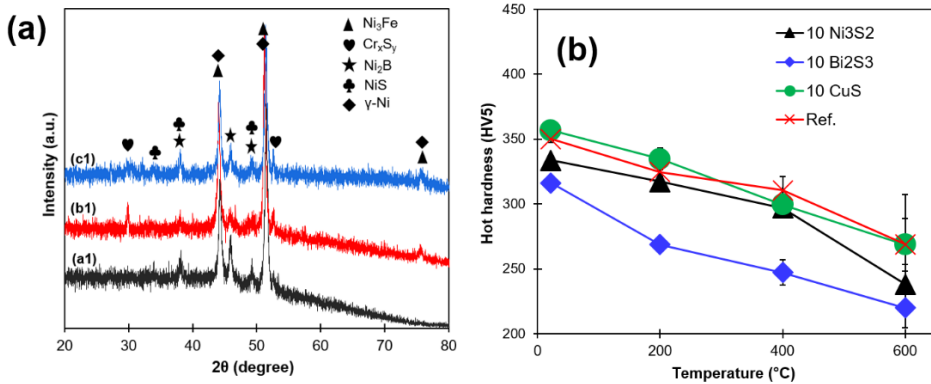 (a)
Ni₃Fe
CrₓSᵧ
Ni₂B
NiS
γ-Ni
(c1)
(b1)
(a1)
Intensity (a.u.)
20 30 40 50 60 70 80
2θ (degree)
(b)
10 Ni3S2
10 Bi2S3
10 CuS
Ref.
Hot hardness (HV5)
450
400
350
300
250
200
0 200 400 600
Temperature (°C)